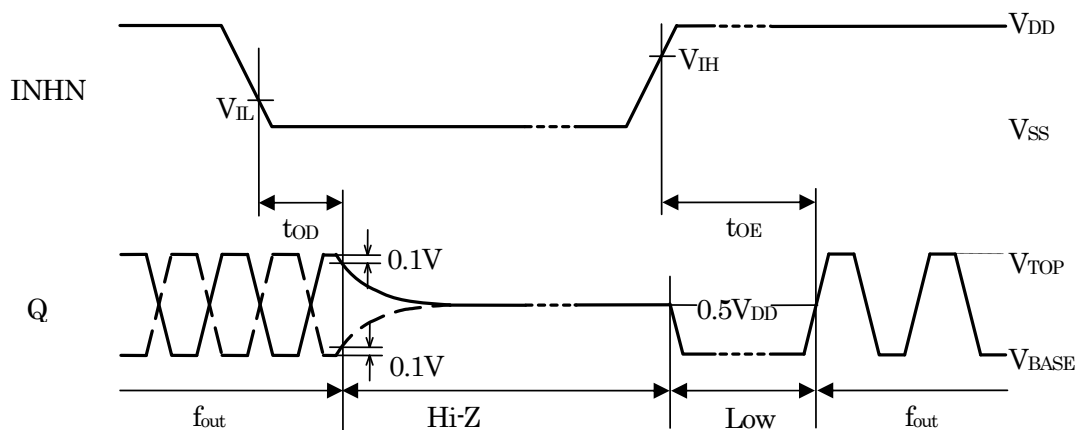 VDD
VIH
INHN
VIL
VSS
tOD
tOE
0.1V
VTOP
Q
0.5VDD
0.1V
VBASE
fout
Hi-Z
Low
fout